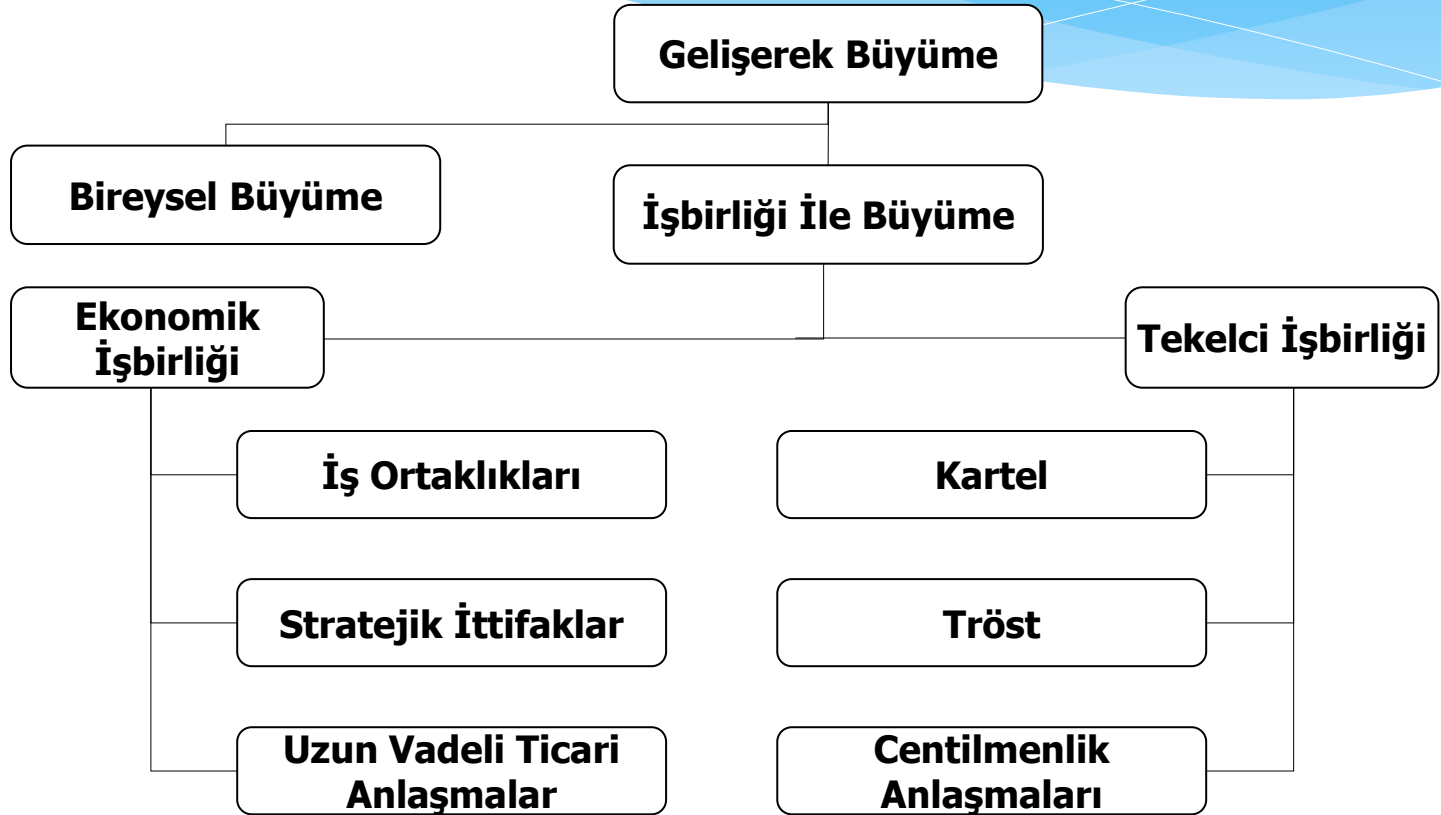 Gelişerek Büyüme
Bireysel Büyüme
İşbirliği İle Büyüme
Ekonomik
İşbirliği
Tekelci İşbirliği
İş Ortaklıkları
Kartel
Stratejik İttifaklar
Tröst
Uzun Vadeli Ticari
Anlaşmalar
Centilmenlik
Anlaşmaları